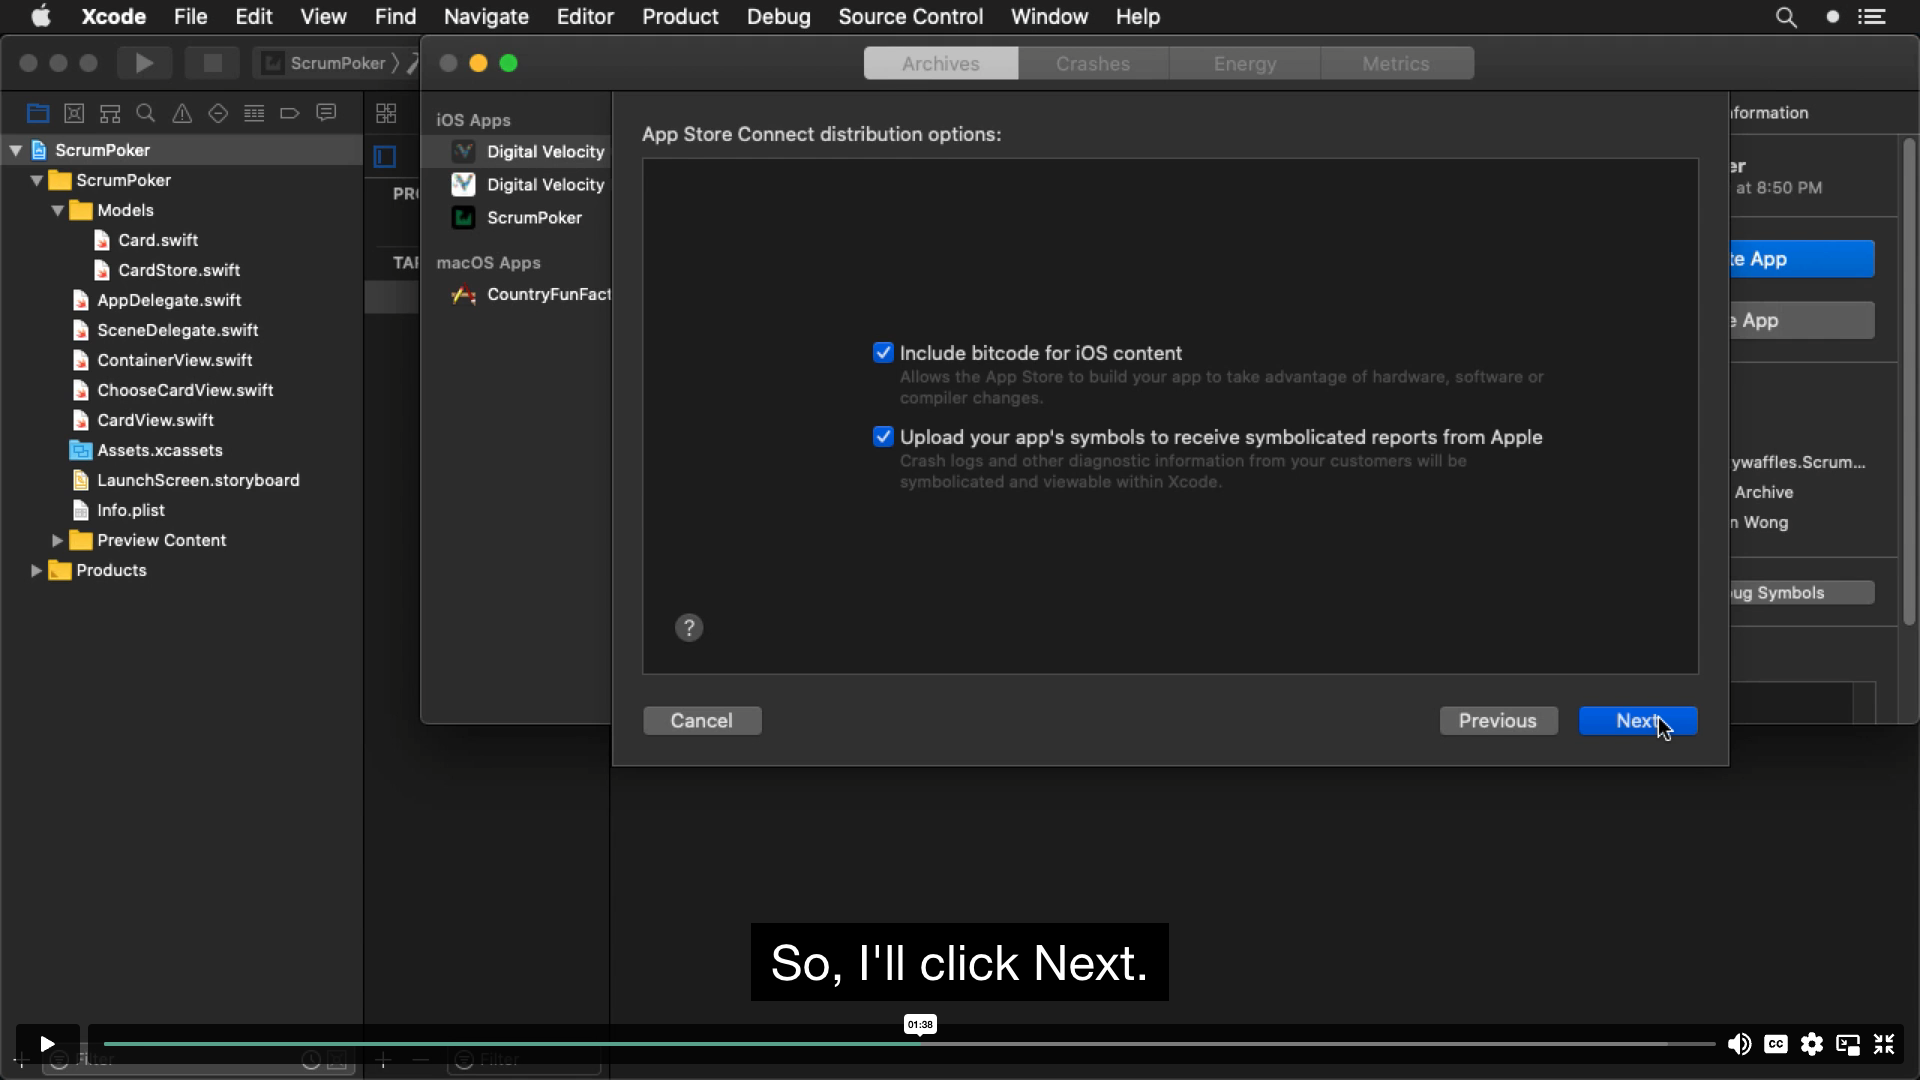 Xcode File Edit View Find Navigate Editor Product Debug Source Control Window Help
ScrumPoker
Archives Crashes Energy Metrics
ScrumPoker
ScrumPoker
Models
Card.swift
CardStore.swift
AppDelegate.swift
SceneDelegate.swift
ContainerView.swift
ChooseCardView.swift
CardView.swift
Assets.xcassets
LaunchScreen.storyboard
Info.plist
Preview Content
Products
Filter
PRO
TAR
Filter
iOS Apps
Digital Velocity
Digital Velocity
ScrumPoker
macOS Apps
CountryFunFact
App Store Connect distribution options:
Include bitcode for iOS content
Allows the App Store to build your app to take advantage of hardware, software or
compiler changes.
Upload your app's symbols to receive symbolicated reports from Apple
Crash logs and other diagnostic information from your customers will be
symbolicated and viewable within Xcode.
?
Cancel
Previous
Next
formation
er
at 8:50 PM
te App
e App
ywaffles.Scrum...
Archive
n Wong
ug Symbols
So, I'll click Next.
01:38
CC